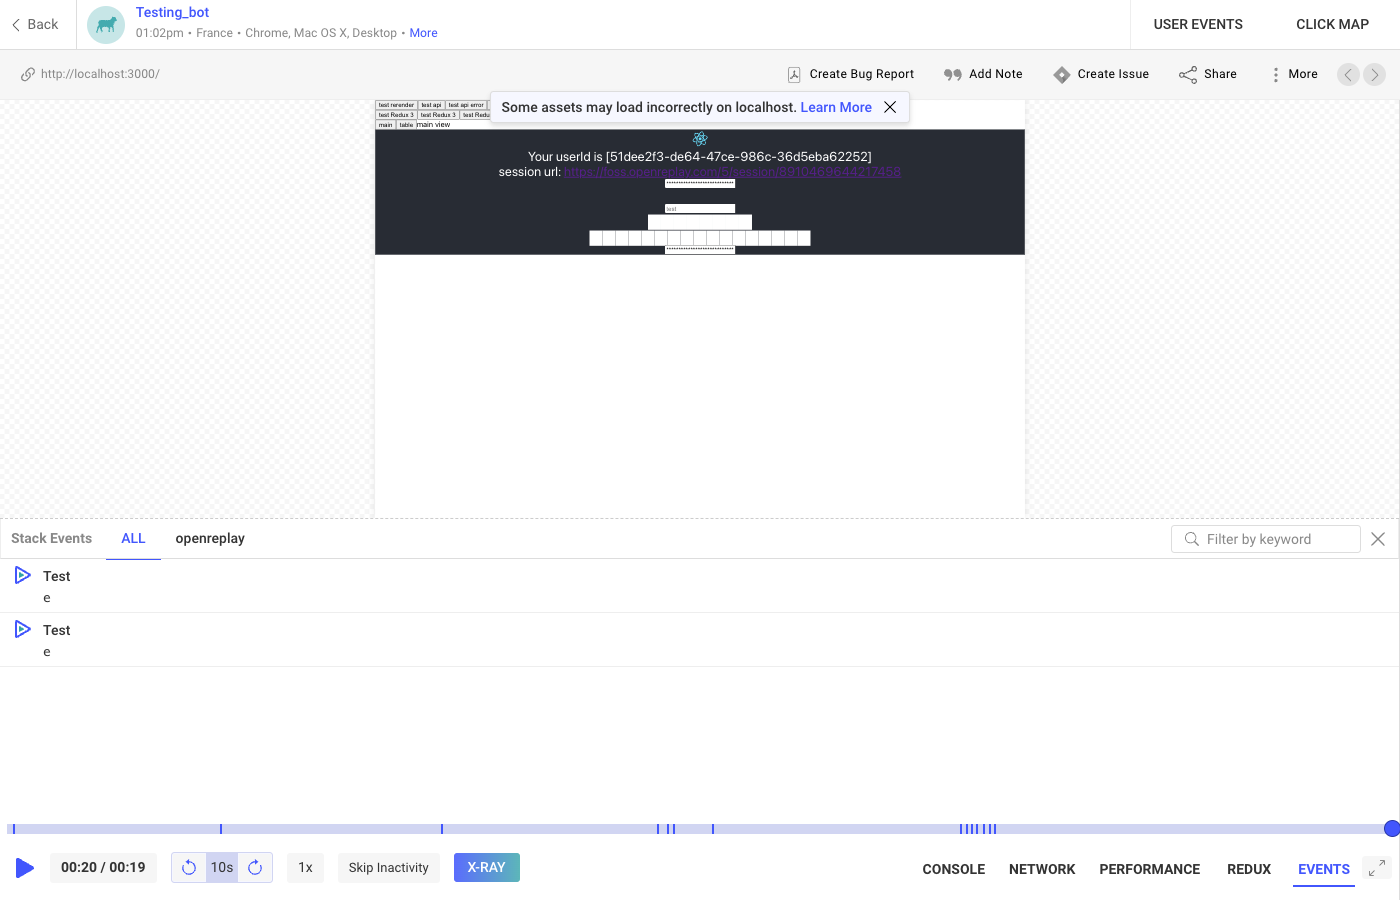 Back
Testing_bot
01:02pm • France • Chrome, Mac OS X, Desktop • More
USER EVENTS
CLICK MAP
http://localhost:3000/
Create Bug Report
Add Note
Create Issue
Share
More
test rerender
test api
test api error
Some assets may load incorrectly on localhost. Learn More
test Redux 3
test Redux 3
test Redu
main
table
main view
Your userId is [51dee2f3-de64-47ce-986c-36d5eba62252]
session url: https://foss.openreplay.com/5/session/8910469644217458
test
Stack Events
ALL
openreplay
Filter by keyword
Test
e
Test
e
00:20 / 00:19
10s
1x
Skip Inactivity
X-RAY
CONSOLE
NETWORK
PERFORMANCE
REDUX
EVENTS